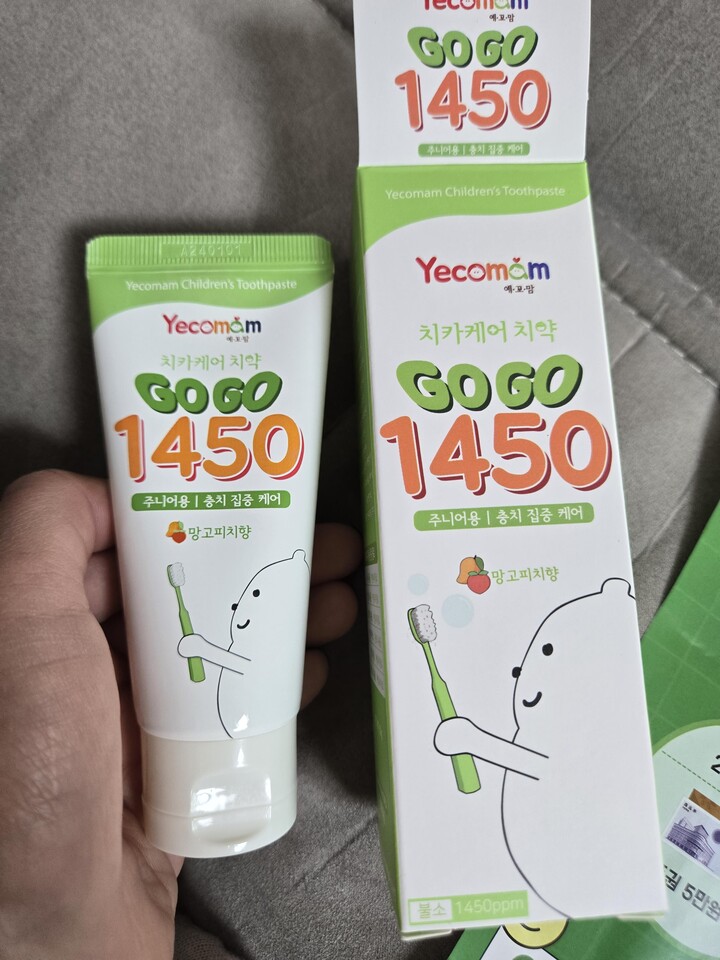 Yecomam
예·꼬·맘
GO GO
1450
주니어용 | 충치 집중 케어
Yecomam Children's Toothpaste
Yecomam
예·꼬·맘
치카케어 치약
GO GO
1450
주니어용 | 충치 집중 케어
망고피치향
불소 1450ppm
A240101
Yecomam Children's Toothpaste
Yecomam
예·꼬·맘
치카케어 치약
GO GO
1450
주니어용 | 충치 집중 케어
망고피치향
5만원